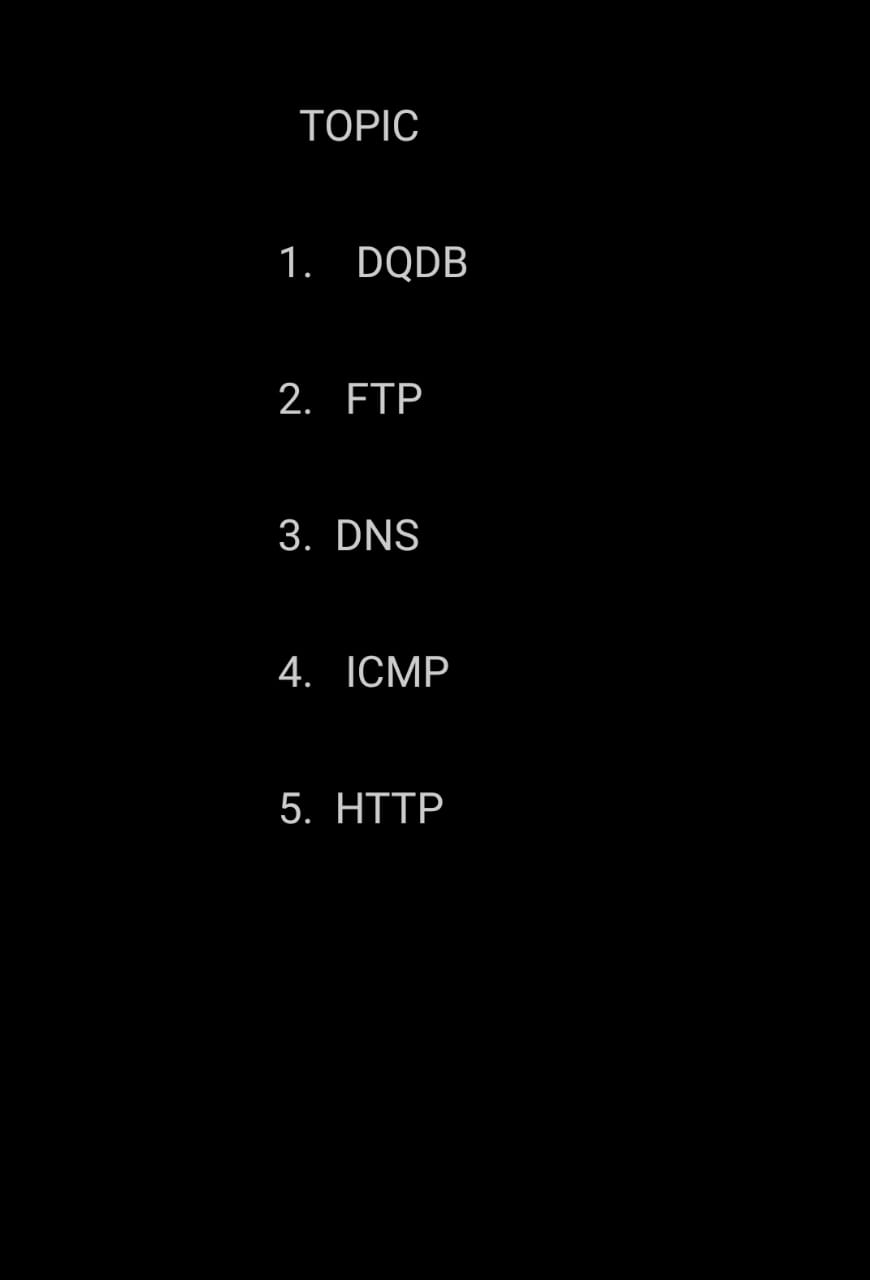 TOPIC
1. DQDB
2. FTP
3. DNS
4. ICMP
5. HTTP